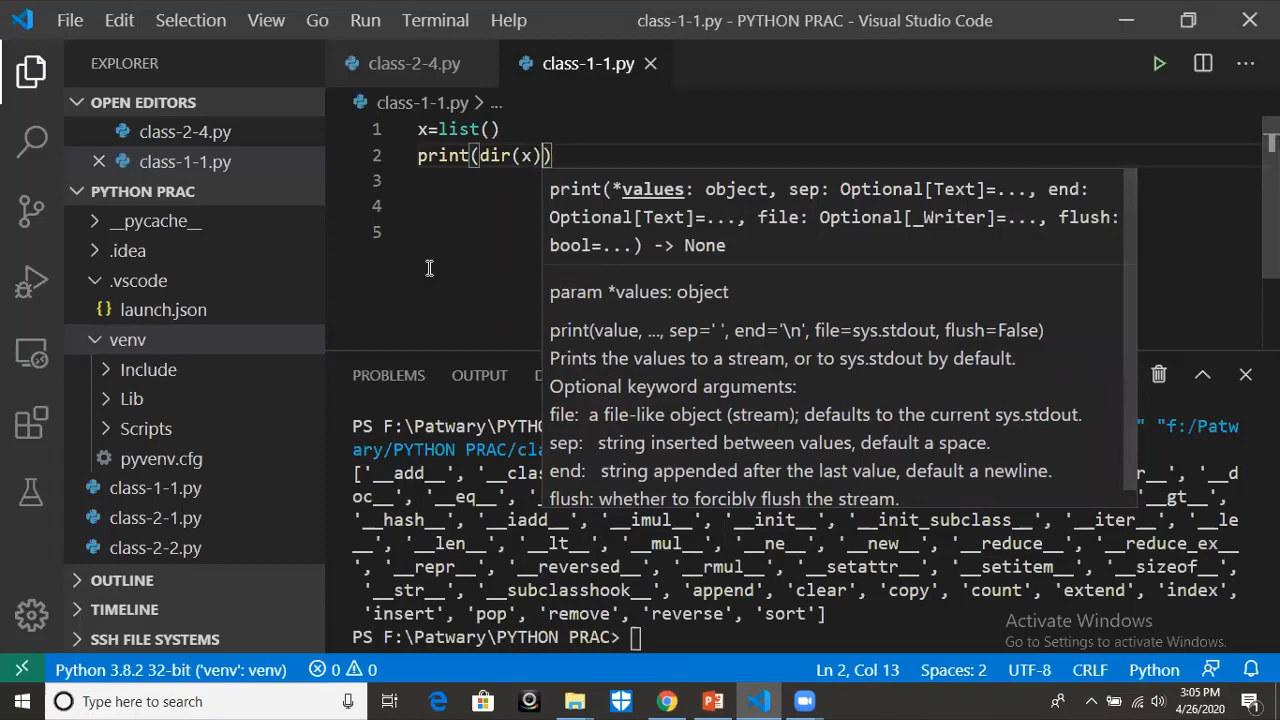 File Edit Selection View Go Run Terminal Help class-1-1.py - PYTHON PRAC - Visual Studio Code
EXPLORER
OPEN EDITORS
class-2-4.py
class-1-1.py
PYTHON PRAC
__pycache__
.idea
.vscode
launch.json
venv
Include
Lib
Scripts
pyvenv.cfg
class-1-1.py
class-2-1.py
class-2-2.py
OUTLINE
TIMELINE
SSH FILE SYSTEMS
class-2-4.py class-1-1.py
class-1-1.py > ...
1 x=list()
2 print(dir(x))
3
4
5
print(*values: object, sep: Optional[Text]=..., end:
Optional[Text]=..., file: Optional[_Writer]=..., flush:
bool=...) -> None
param *values: object
print(value, ..., sep=' ', end='\n', file=sys.stdout, flush=False)
Prints the values to a stream, or to sys.stdout by default.
Optional keyword arguments:
file: a file-like object (stream); defaults to the current sys.stdout.
sep: string inserted between values, default a space.
end: string appended after the last value, default a newline.
flush: whether to forcibly flush the stream.
PROBLEMS OUTPUT
PS F:\Patwary\PYTHON PRAC> " "f:/Patw
ary/PYTHON PRAC/cla
['__add__', '__cla '__d
oc__', '__eq__', '__gt__',
'__hash__', '__iadd__', '__imul__', '__init__', '__init_subclass__', '__iter__', '__le
__', '__len__', '__lt__', '__mul__', '__ne__', '__new__', '__reduce__', '__reduce_ex__
', '__repr__', '__reversed__', '__rmul__', '__setattr__', '__setitem__', '__sizeof__',
'__str__', '__subclasshook__', 'append', 'clear', 'copy', 'count', 'extend', 'index',
'insert', 'pop', 'remove', 'reverse', 'sort']
PS F:\Patwary\PYTHON PRAC>
Activate Windows
Go to Settings to activate Windows.
Python 3.8.2 32-bit ('venv': venv) 0 0 Ln 2, Col 13 Spaces: 2 UTF-8 CRLF Python
Type here to search
3:05 PM
4/26/2020
1